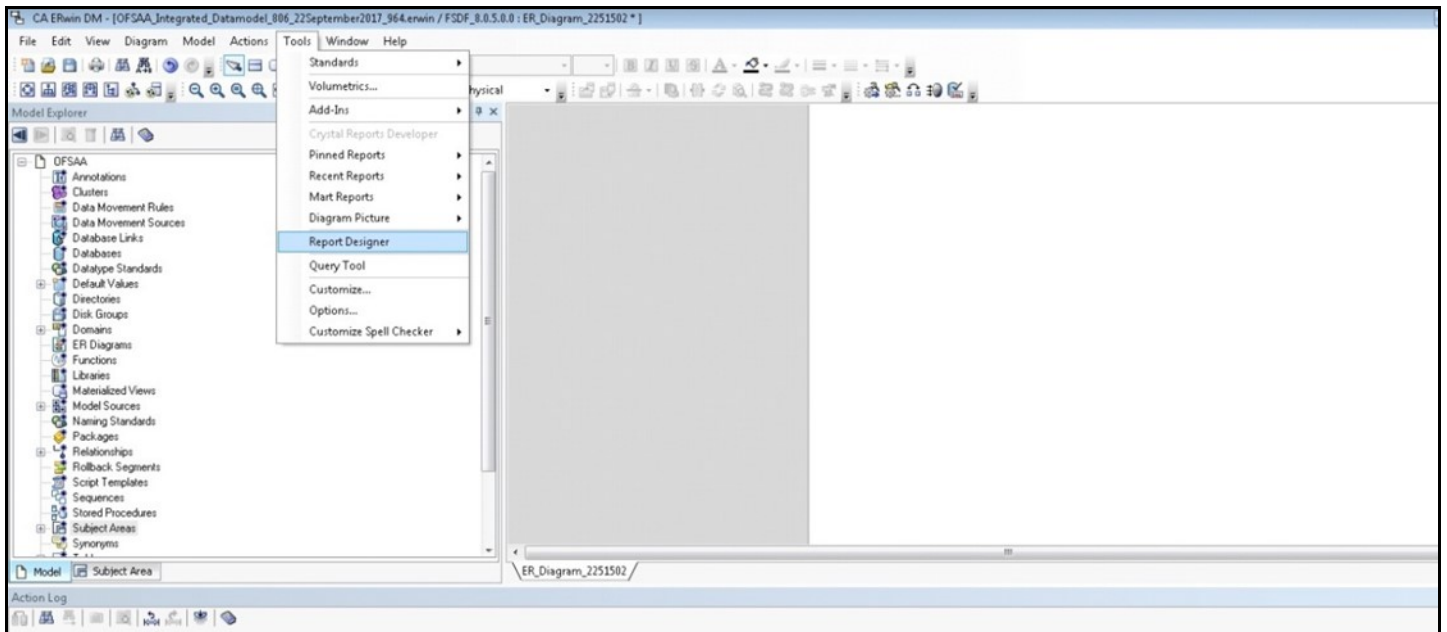 CA ERwin DM - [OFSAA_Integrated_Datamodel_806_22September2017_964.erwin / FSDF_8.0.5.0.0 : ER_Diagram_2251502 * ]
File Edit View Diagram Model Actions Tools Window Help
Standards
Volumetrics...
Add-Ins
Crystal Reports Developer
Pinned Reports
Recent Reports
Mart Reports
Diagram Picture
Report Designer
Query Tool
Customize...
Options...
Customize Spell Checker
hysical
Model Explorer
OFSAA
Annotations
Clusters
Data Movement Rules
Data Movement Sources
Database Links
Databases
Datatype Standards
Default Values
Directories
Disk Groups
Domains
ER Diagrams
Functions
Libraries
Materialized Views
Model Sources
Naming Standards
Packages
Relationships
Rollback Segments
Script Templates
Sequences
Stored Procedures
Subject Areas
Synonyms
Model Subject Area
ER_Diagram_2251502
Action Log